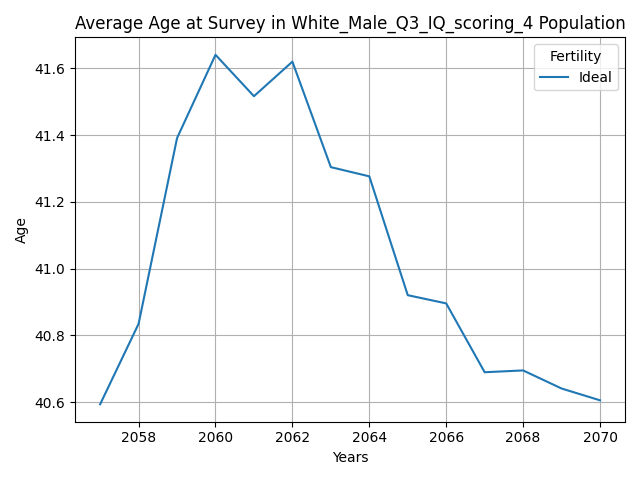 Average Age at Survey in White_Male_Q3_IQ_scoring_4 Population
Fertility
Ideal
41.6
41.4
41.2
41.0
40.8
40.6
Age
2058
2060
2062
2064
2066
2068
2070
Years